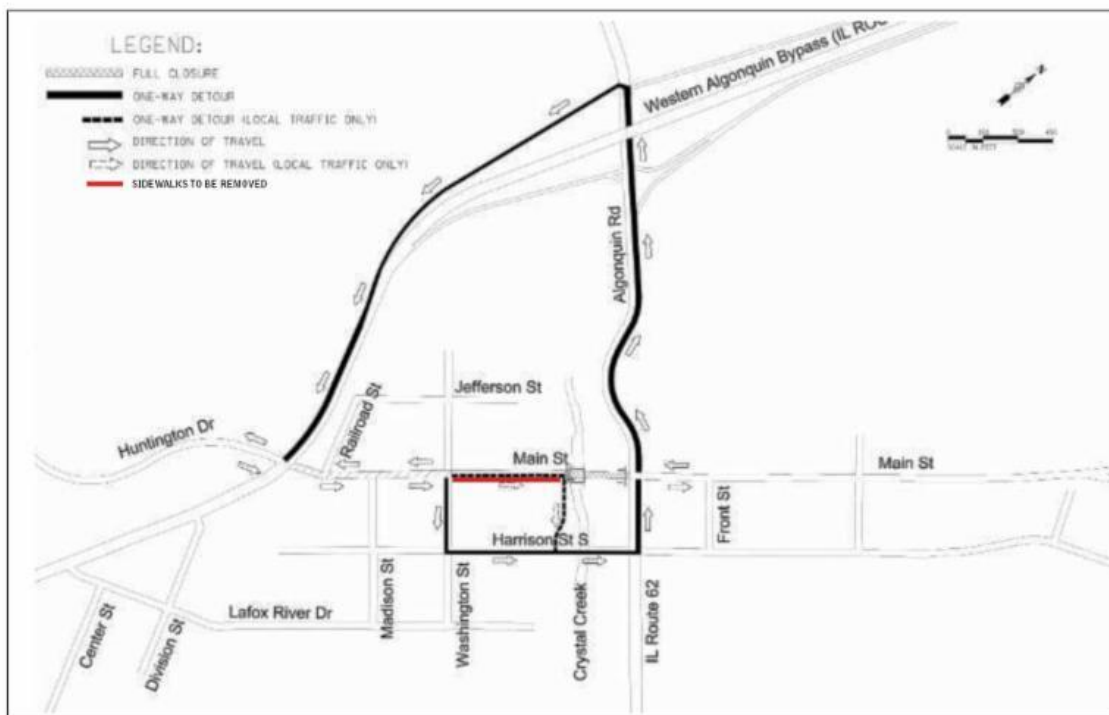 LEGEND:
FULL CLOSURE
ONE-WAY DETOUR
ONE-WAY DETOUR (LOCAL TRAFFIC ONLY)
DIRECTION OF TRAVEL
DIRECTION OF TRAVEL (LOCAL TRAFFIC ONLY)
SIDEWALKS TO BE REMOVED
Western Algonquin Bypass (IL ROU
N
SCALE IN FEET
Algonquin Rd
Jefferson St
Railroad St
Huntington Dr
Main St
Main St
Front St
Harrison St S
Madison St
Washington St
Crystal Creek
IL Route 62
Lafox River Dr
Center St
Division St